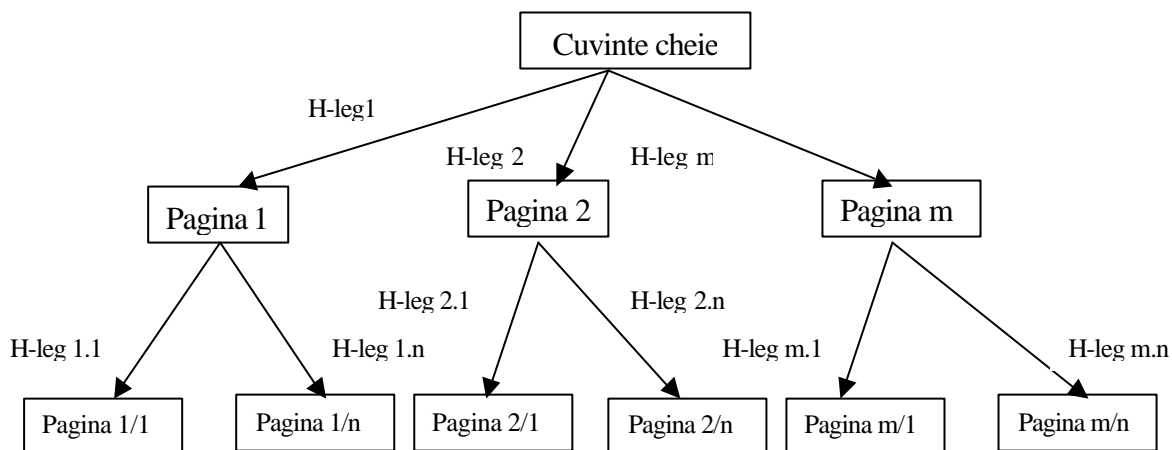 Cuvinte cheie
H-leg1
H-leg 2
H-leg m
Pagina 1
Pagina 2
Pagina m
H-leg 2.1
H-leg 2.n
H-leg 1.1
H-leg 1.n
H-leg m.1
H-leg m.n
Pagina 1/1
Pagina 1/n
Pagina 2/1
Pagina 2/n
Pagina m/1
Pagina m/n